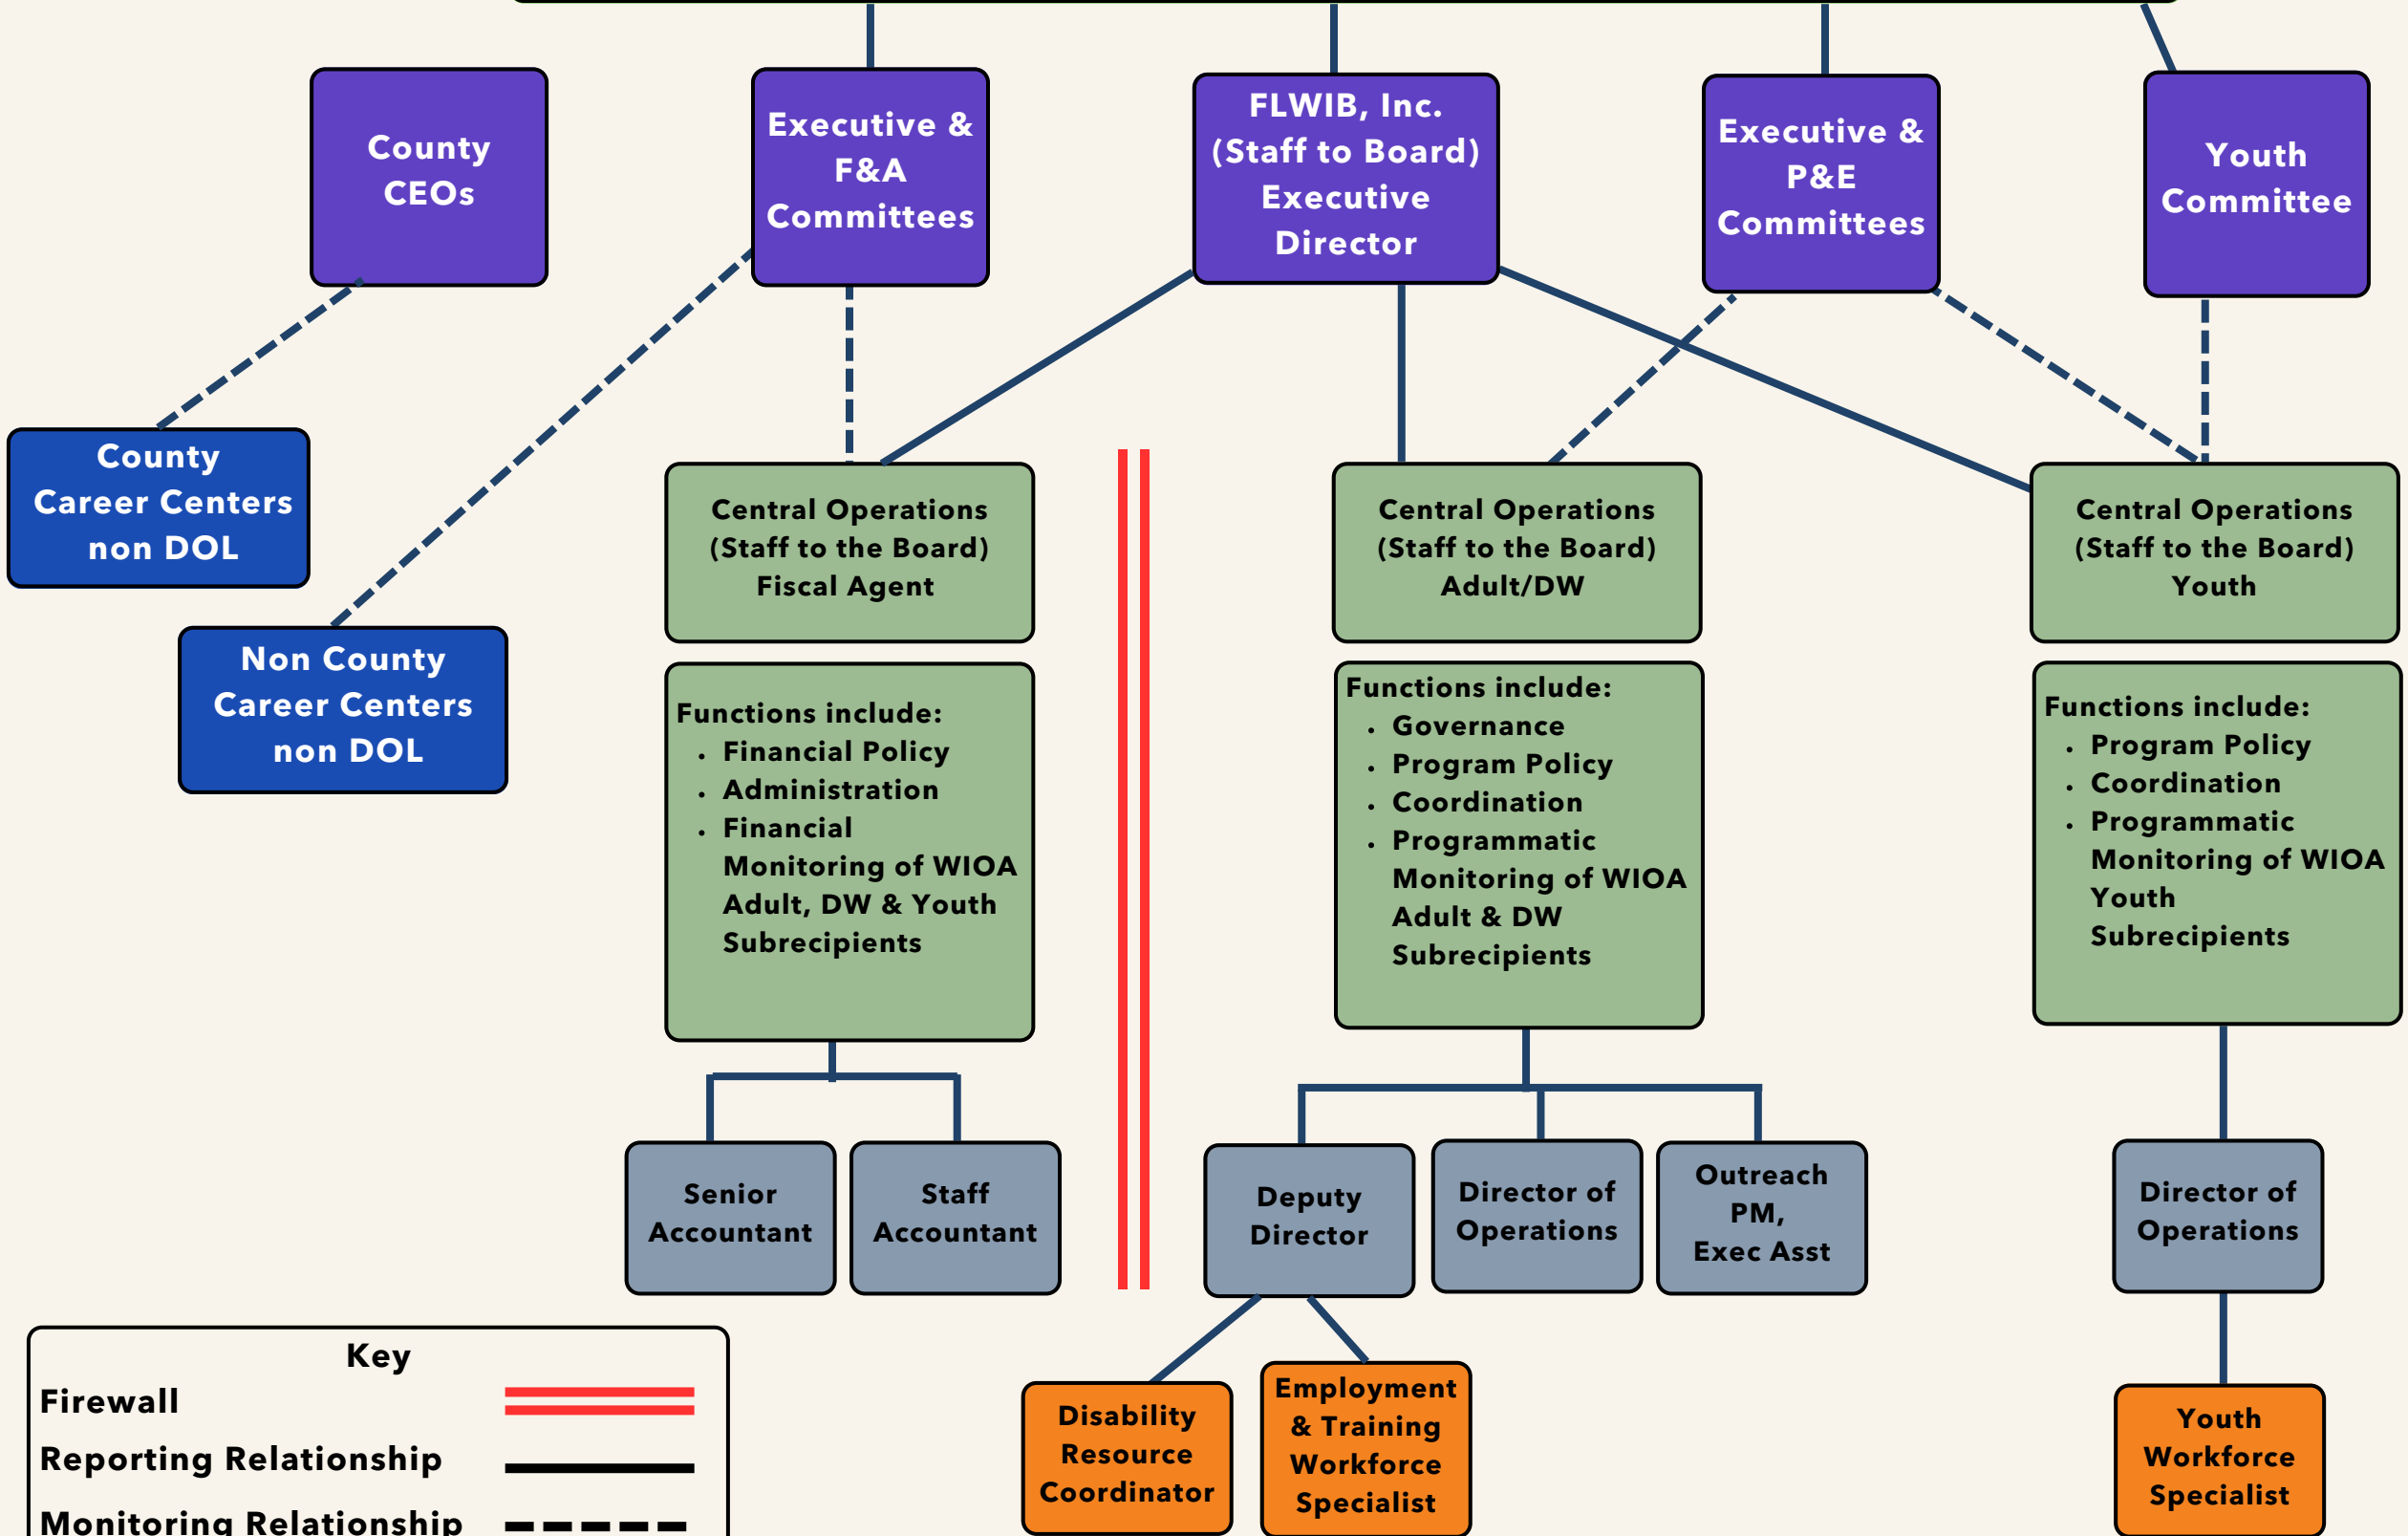 County
CEOs
Executive &
F&A
Committees
FLWIB, Inc.
(Staff to Board)
Executive
Director
Executive &
P&E
Committees
Youth
Committee
County
Career Centers
non DOL
Non County
Career Centers
non DOL
Central Operations
(Staff to the Board)
Fiscal Agent
Central Operations
(Staff to the Board)
Adult/DW
Central Operations
(Staff to the Board)
Youth
Functions include:
• Financial Policy
• Administration
• Financial
Monitoring of WIOA
Adult, DW & Youth
Subrecipients
Functions include:
• Governance
• Program Policy
• Coordination
• Programmatic
Monitoring of WIOA
Adult & DW
Subrecipients
Functions include:
• Program Policy
• Coordination
• Programmatic
Monitoring of WIOA
Youth
Subrecipients
Senior
Accountant
Staff
Accountant
Deputy
Director
Director of
Operations
Outreach
PM,
Exec Asst
Director of
Operations
Disability
Resource
Coordinator
Employment
& Training
Workforce
Specialist
Youth
Workforce
Specialist
Key
Firewall
Reporting Relationship
Monitoring Relationship